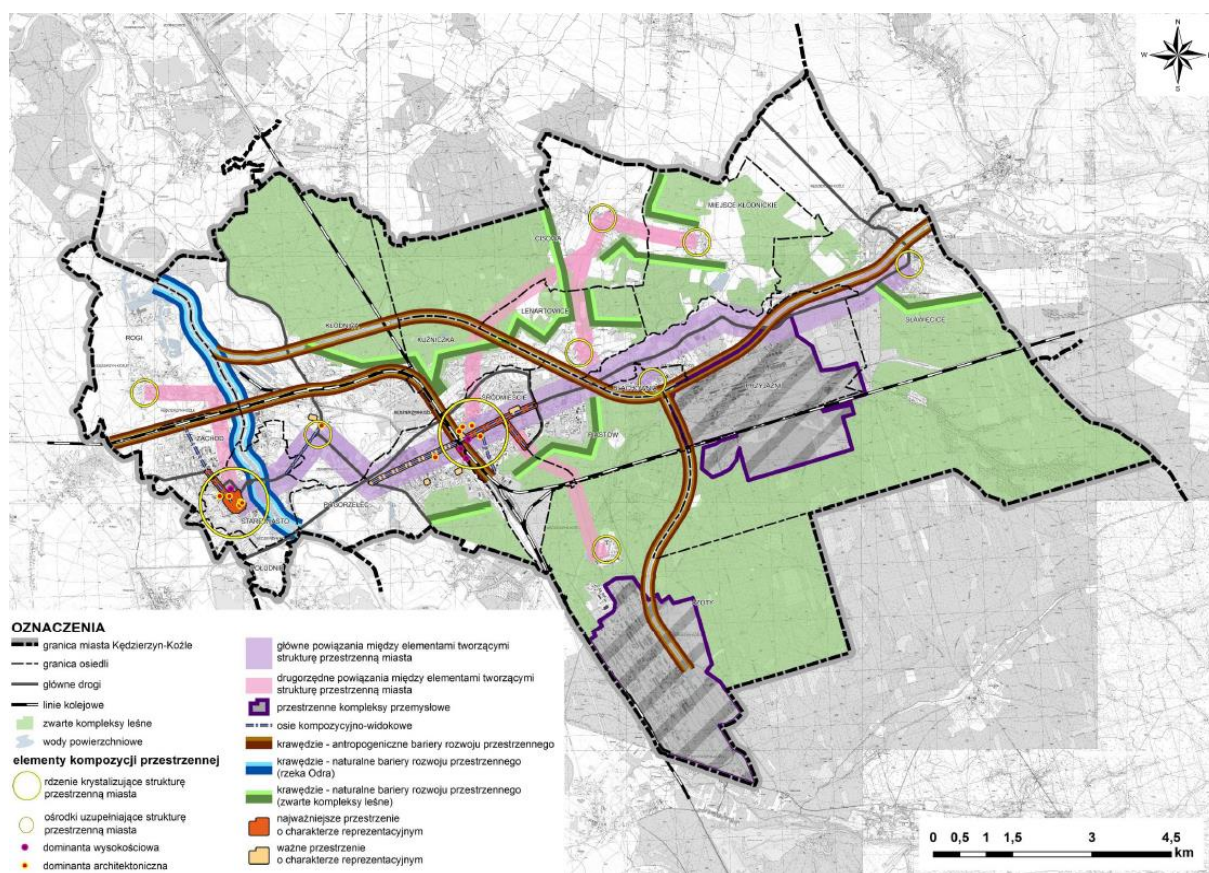 N
W
S
MIEJSCE KŁODNICKIE
CISOWA
SŁAWIĘCICE
LENARTOWICE
KŁODNICA
ROGI
KUŹNICZKA
BLACHOWNIA
PRZYJAŹNI
ŚRÓDMIEŚCIE
ZACHÓD
PIASTÓW
POGORZELEC
STARE MIASTO
POŁUDNIE
AZOTY
OZNACZENIA
granica miasta Kędzierzyn-Koźle
granica osiedli
główne drogi
linie kolejowe
zwarte kompleksy leśne
wody powierzchniowe
elementy kompozycji przestrzennej
rdzenie krystalizujące strukturę
przestrzenną miasta
ośrodki uzupełniające strukturę
przestrzenną miasta
dominanta wysokościowa
dominanta architektoniczna
główne powiązania między elementami tworzącymi
strukturę przestrzenną miasta
drugorzędne powiązania między elementami tworzącymi
strukturę przestrzenną miasta
przestrzenne kompleksy przemysłowe
osie kompozycyjno-widokowe
krawędzie - antropogeniczne bariery rozwoju przestrzennego
krawędzie - naturalne bariery rozwoju przestrzennego
(rzeka Odra)
krawędzie - naturalne bariery rozwoju przestrzennego
(zwarte kompleksy leśne)
najważniejsze przestrzenie
o charakterze reprezentacyjnym
ważne przestrzenie
o charakterze reprezentacyjnym
0 0,5 1 1,5 3 4,5
km